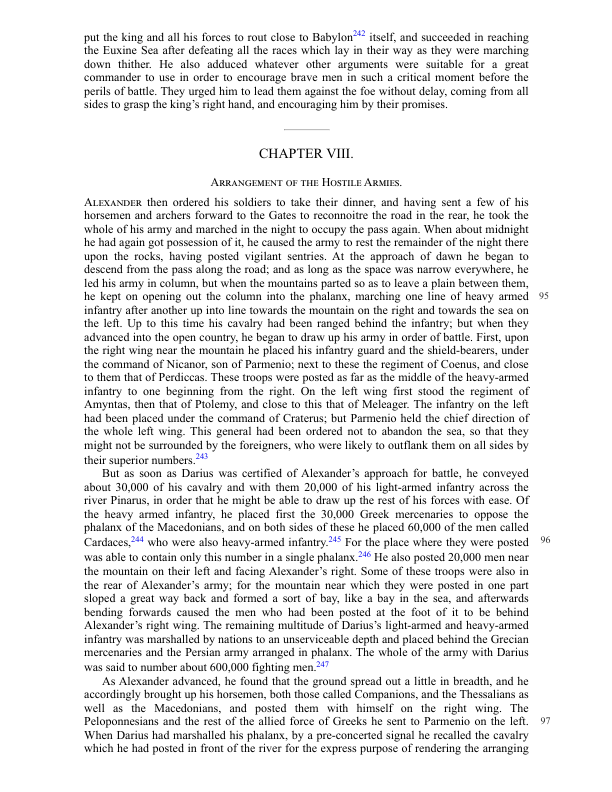 put the king and all his forces to rout close to Babylon242 itself, and succeeded in reaching
the Euxine Sea after defeating all the races which lay in their way as they were marching
down thither. He also adduced whatever other arguments were suitable for a great
commander to use in order to encourage brave men in such a critical moment before the
perils of battle. They urged him to lead them against the foe without delay, coming from all
sides to grasp the king’s right hand, and encouraging him by their promises.
CHAPTER VIII.
Arrangement of the Hostile Armies.
Alexander then ordered his soldiers to take their dinner, and having sent a few of his
horsemen and archers forward to the Gates to reconnoitre the road in the rear, he took the
whole of his army and marched in the night to occupy the pass again. When about midnight
he had again got possession of it, he caused the army to rest the remainder of the night there
upon the rocks, having posted vigilant sentries. At the approach of dawn he began to
descend from the pass along the road; and as long as the space was narrow everywhere, he
led his army in column, but when the mountains parted so as to leave a plain between them,
he kept on opening out the column into the phalanx, marching one line of heavy armed 95
infantry after another up into line towards the mountain on the right and towards the sea on
the left. Up to this time his cavalry had been ranged behind the infantry; but when they
advanced into the open country, he began to draw up his army in order of battle. First, upon
the right wing near the mountain he placed his infantry guard and the shield-bearers, under
the command of Nicanor, son of Parmenio; next to these the regiment of Coenus, and close
to them that of Perdiccas. These troops were posted as far as the middle of the heavy-armed
infantry to one beginning from the right. On the left wing first stood the regiment of
Amyntas, then that of Ptolemy, and close to this that of Meleager. The infantry on the left
had been placed under the command of Craterus; but Parmenio held the chief direction of
the whole left wing. This general had been ordered not to abandon the sea, so that they
might not be surrounded by the foreigners, who were likely to outflank them on all sides by
their superior numbers.243
But as soon as Darius was certified of Alexander’s approach for battle, he conveyed
about 30,000 of his cavalry and with them 20,000 of his light-armed infantry across the
river Pinarus, in order that he might be able to draw up the rest of his forces with ease. Of
the heavy armed infantry, he placed first the 30,000 Greek mercenaries to oppose the
phalanx of the Macedonians, and on both sides of these he placed 60,000 of the men called
Cardaces,244 who were also heavy-armed infantry.245 For the place where they were posted 96
was able to contain only this number in a single phalanx.246 He also posted 20,000 men near
the mountain on their left and facing Alexander’s right. Some of these troops were also in
the rear of Alexander’s army; for the mountain near which they were posted in one part
sloped a great way back and formed a sort of bay, like a bay in the sea, and afterwards
bending forwards caused the men who had been posted at the foot of it to be behind
Alexander’s right wing. The remaining multitude of Darius’s light-armed and heavy-armed
infantry was marshalled by nations to an unserviceable depth and placed behind the Grecian
mercenaries and the Persian army arranged in phalanx. The whole of the army with Darius
was said to number about 600,000 fighting men.247
As Alexander advanced, he found that the ground spread out a little in breadth, and he
accordingly brought up his horsemen, both those called Companions, and the Thessalians as
well as the Macedonians, and posted them with himself on the right wing. The
Peloponnesians and the rest of the allied force of Greeks he sent to Parmenio on the left. 97
When Darius had marshalled his phalanx, by a pre-concerted signal he recalled the cavalry
which he had posted in front of the river for the express purpose of rendering the arranging